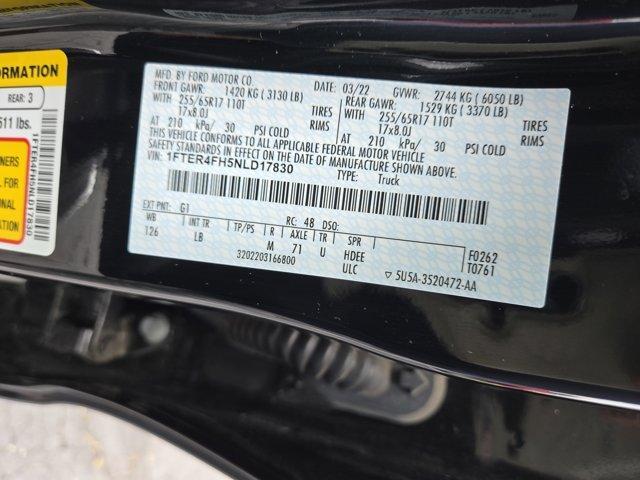 ORMATION
REAR: 3
511 lbs.
1FTER4FH5NLD17830
NERS
L FOR
ONAL
ATION
MFD. BY FORD MOTOR CO.
DATE: 03/22 GVWR: 2744 KG ( 6050 LB)
FRONT GAWR: 1420 KG ( 3130 LB) REAR GAWR: 1529 KG ( 3370 LB)
WITH 255/65R17 110T TIRES WITH 255/65R17 110T TIRES
17x8.0J RIMS 17x8.0J RIMS
AT 210 kPa/ 30 PSI COLD AT 210 kPa/ 30 PSI COLD
THIS VEHICLE CONFORMS TO ALL APPLICABLE FEDERAL MOTOR VEHICLE
SAFETY STANDARDS IN EFFECT ON THE DATE OF MANUFACTURE SHOWN ABOVE.
VIN: 1FTER4FH5NLD17830
TYPE: Truck
EXT PNT: G1 RC: 48 DSO:
WB INT TR TP/PS R AXLE TR SPR
126 LB M 71 U HDEE F0262
3202203166800 ULC T0761
5U5A-3520472-AA